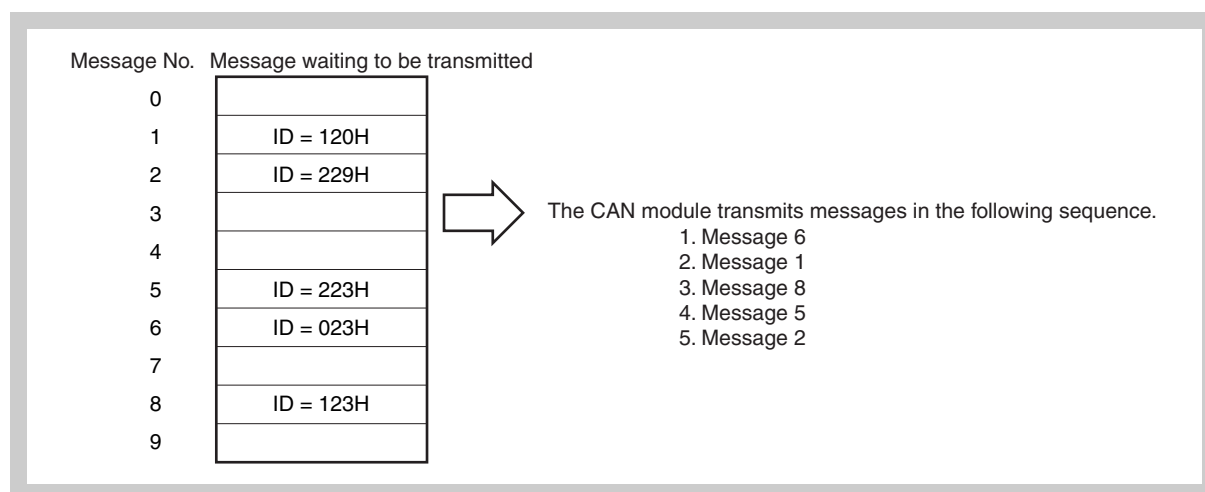 Message No. Message waiting to be transmitted
0
1 ID = 120H
2 ID = 229H
3
4
5 ID = 223H
6 ID = 023H
7
8 ID = 123H
9
The CAN module transmits messages in the following sequence.
1. Message 6
2. Message 1
3. Message 8
4. Message 5
5. Message 2